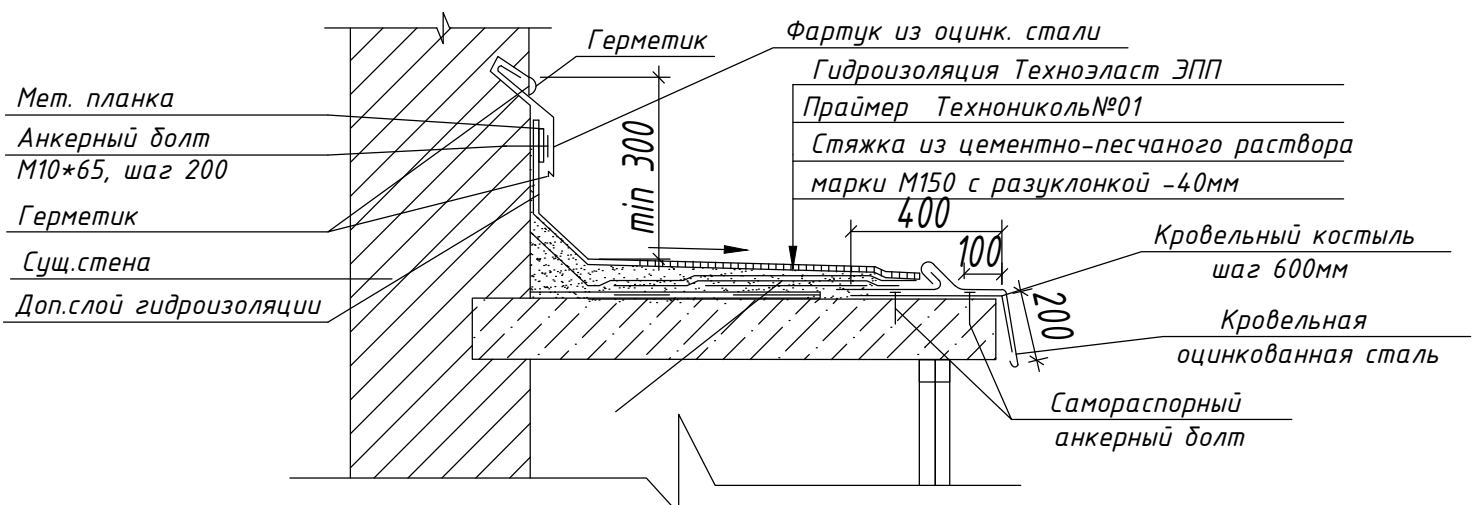 Герметик
Фартук из оцинк. стали
Гидроизоляция Техноэласт ЭПП
Праймер Технониколь№01
Стяжка из цементно-песчаного раствора
марки М150 с разуклонкой -40мм
Мет. планка
Анкерный болт
М10*65, шаг 200
Герметик
Сущ.стена
Доп.слой гидроизоляции
min 300
400
100
200
Кровельный костыль
шаг 600мм
Кровельная
оцинкованная сталь
Самораспорный
анкерный болт